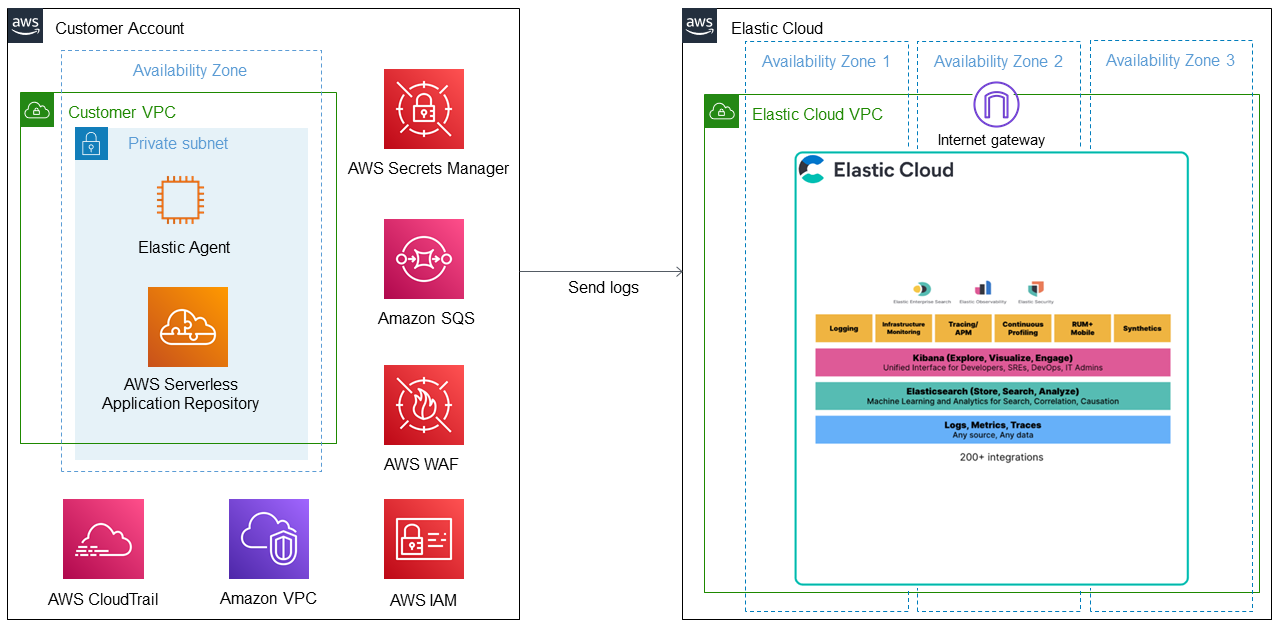 aws
Customer Account
Availability Zone
Customer VPC
Private subnet
Elastic Agent
AWS Serverless
Application Repository
AWS Secrets Manager
Amazon SQS
AWS WAF
AWS CloudTrail
Amazon VPC
AWS IAM
Send logs
aws
Elastic Cloud
Availability Zone 1
Availability Zone 2
Availability Zone 3
Elastic Cloud VPC
Internet gateway
Elastic Cloud
Elastic Enterprise Search
Elastic Observability
Elastic Security
Logging
Infrastructure
Monitoring
Tracing/
APM
Continuous
Profiling
RUM+
Mobile
Synthetics
Kibana (Explore, Visualize, Engage)
Unified Interface for Developers, SREs, DevOps, IT Admins
Elasticsearch (Store, Search, Analyze)
Machine Learning and Analytics for Search, Correlation, Causation
Logs, Metrics, Traces
Any source, Any data
200+ integrations